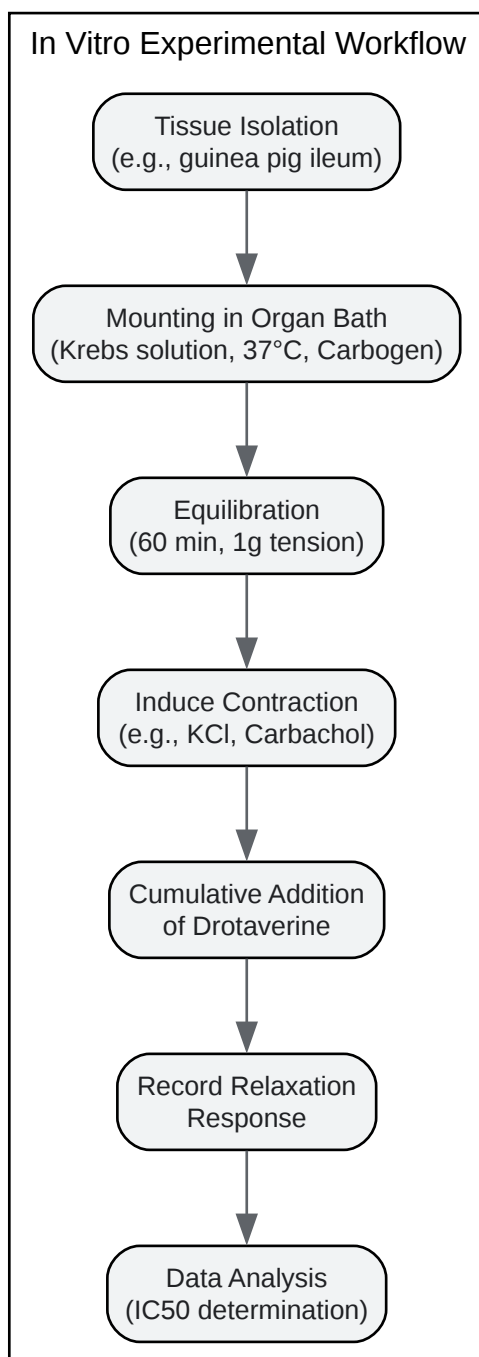 In Vitro Experimental Workflow
Tissue Isolation
(e.g., guinea pig ileum)
Mounting in Organ Bath
(Krebs solution, 37°C, Carbogen)
Equilibration
(60 min, 1g tension)
Induce Contraction
(e.g., KCl, Carbachol)
Cumulative Addition
of Drotaverine
Record Relaxation
Response
Data Analysis
(IC50 determination)